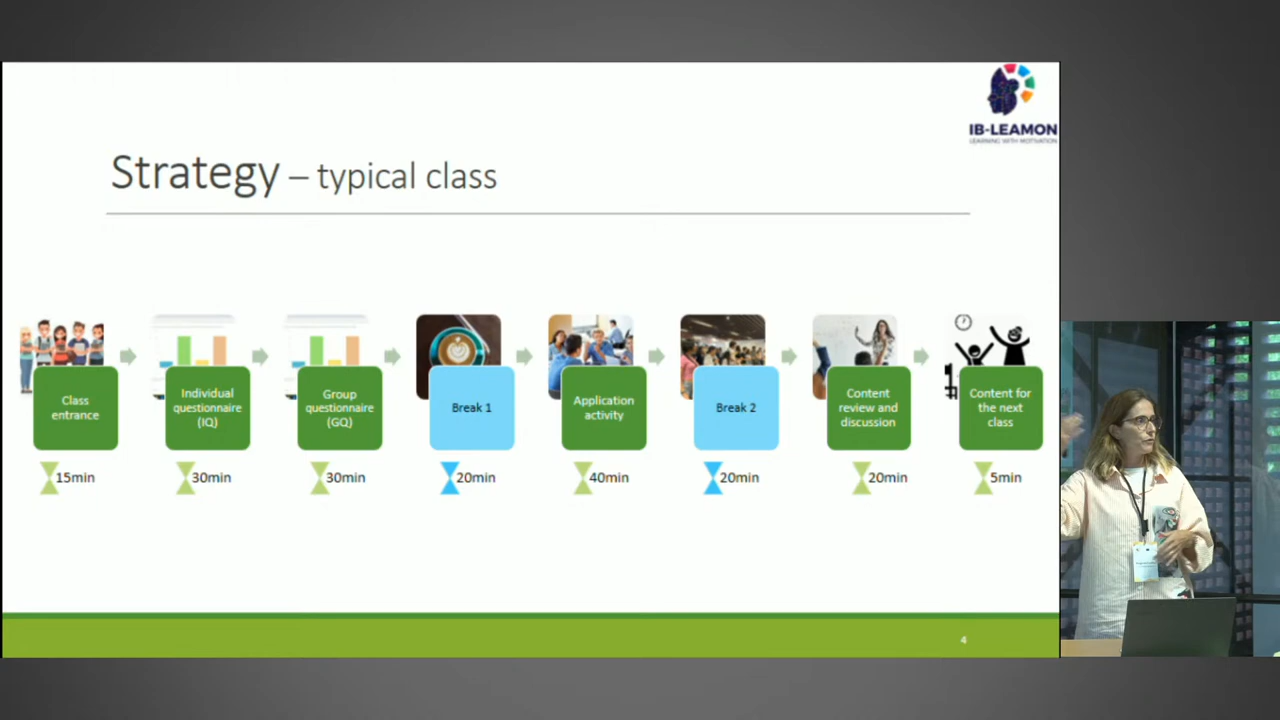 IB-LEAMON
LEARNING WITH MOTIVATION
Strategy – typical class
Class
entrance
Individual
questionnaire
(IQ)
Group
questionnaire
(GQ)
Break 1
Application
activity
Break 2
Content
review and
discussion
Content for
the next
class
15min
30min
30min
20min
40min
20min
20min
5min
4